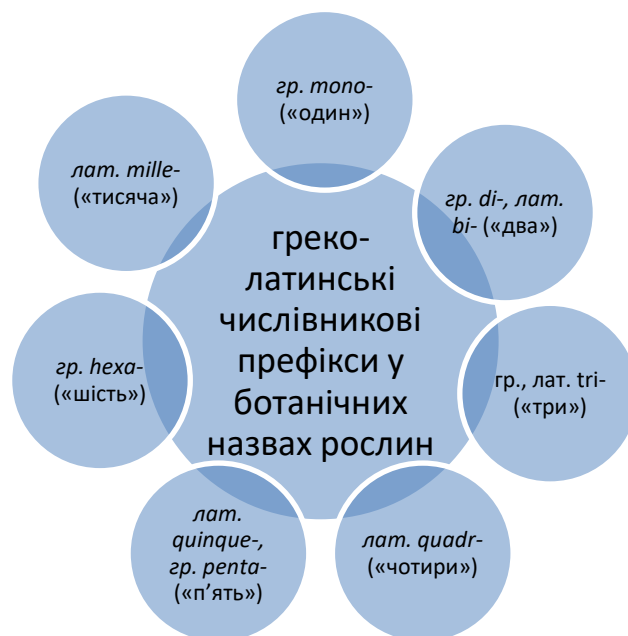 гр. mono-
(«один»)
гр. di-, лат.
bi- («два»)
гр., лат. tri-
(«три»)
лат. quadr-
(«чотири»)
лат.
quinque-,
гр. penta-
(«п’ять»)
гр. hexa-
(«шість»)
лат. mille-
(«тисяча»)
греко-
латинські
числівникові
префікси у
ботанічних
назвах рослин